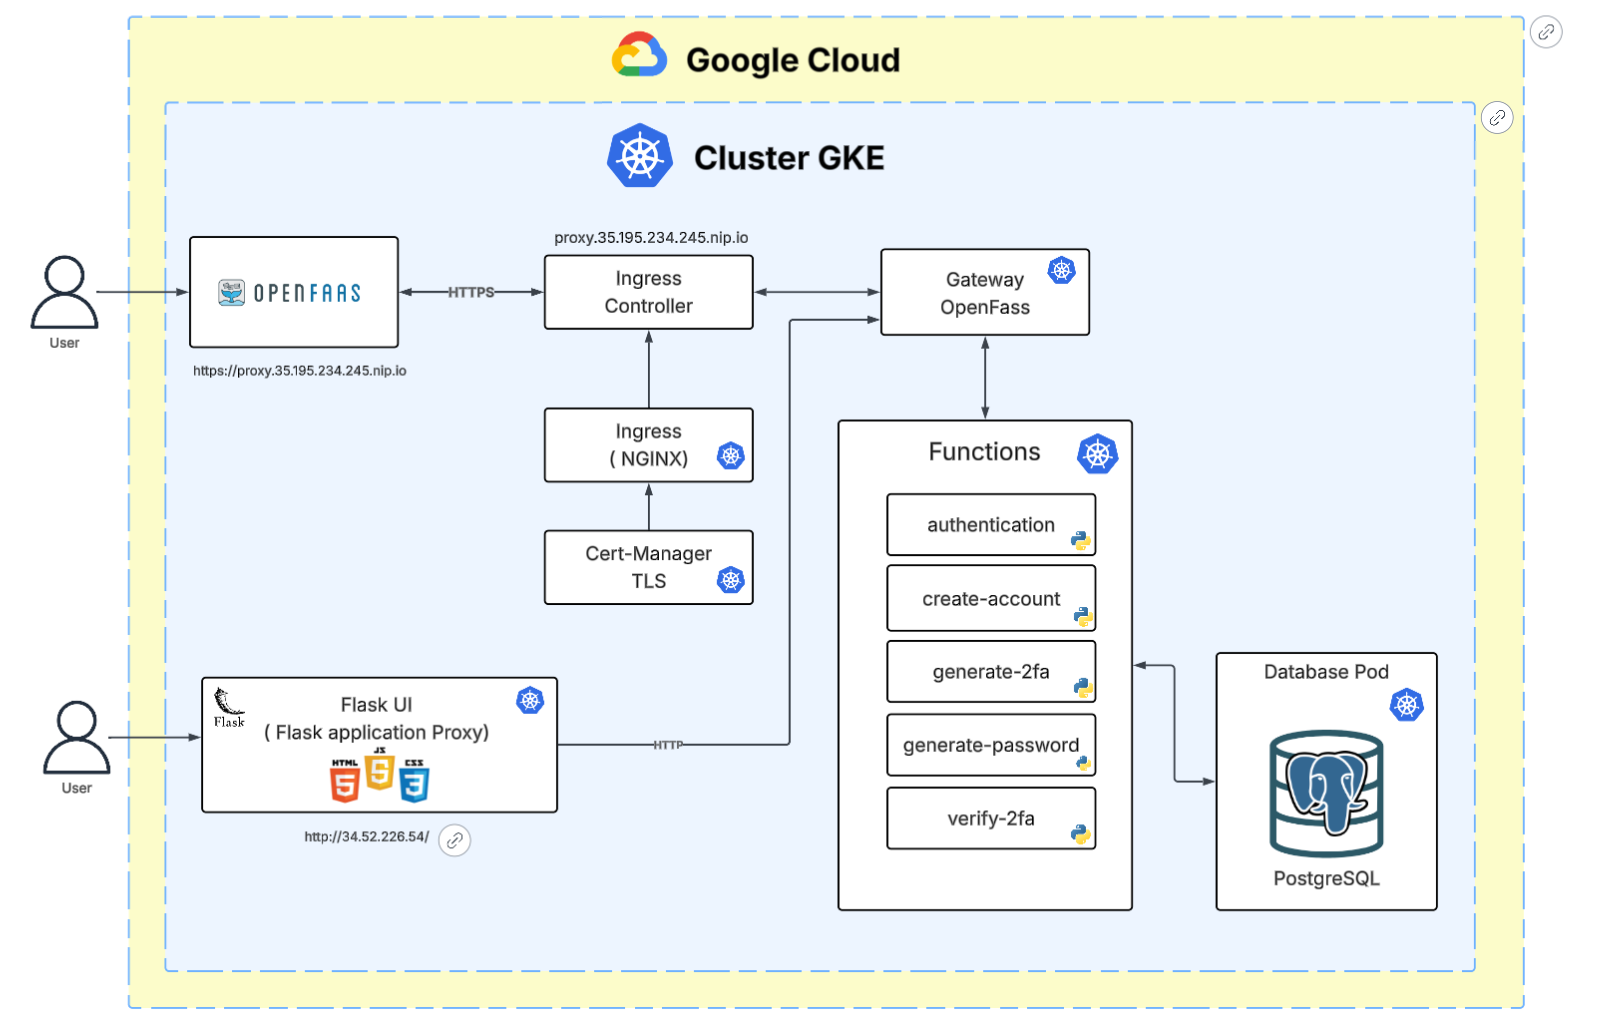 Google Cloud
Cluster GKE
User
OPENFAAS
https://proxy.35.195.234.245.nip.io
HTTPS
proxy.35.195.234.245.nip.io
Ingress
Controller
Gateway
OpenFass
Ingress
( NGINX)
Cert-Manager
TLS
Functions
authentication
create-account
generate-2fa
generate-password
verify-2fa
Database Pod
PostgreSQL
User
Flask
Flask UI
( Flask application Proxy)
HTML
5
JS
5
CSS
3
HTTP
http://34.52.226.54/